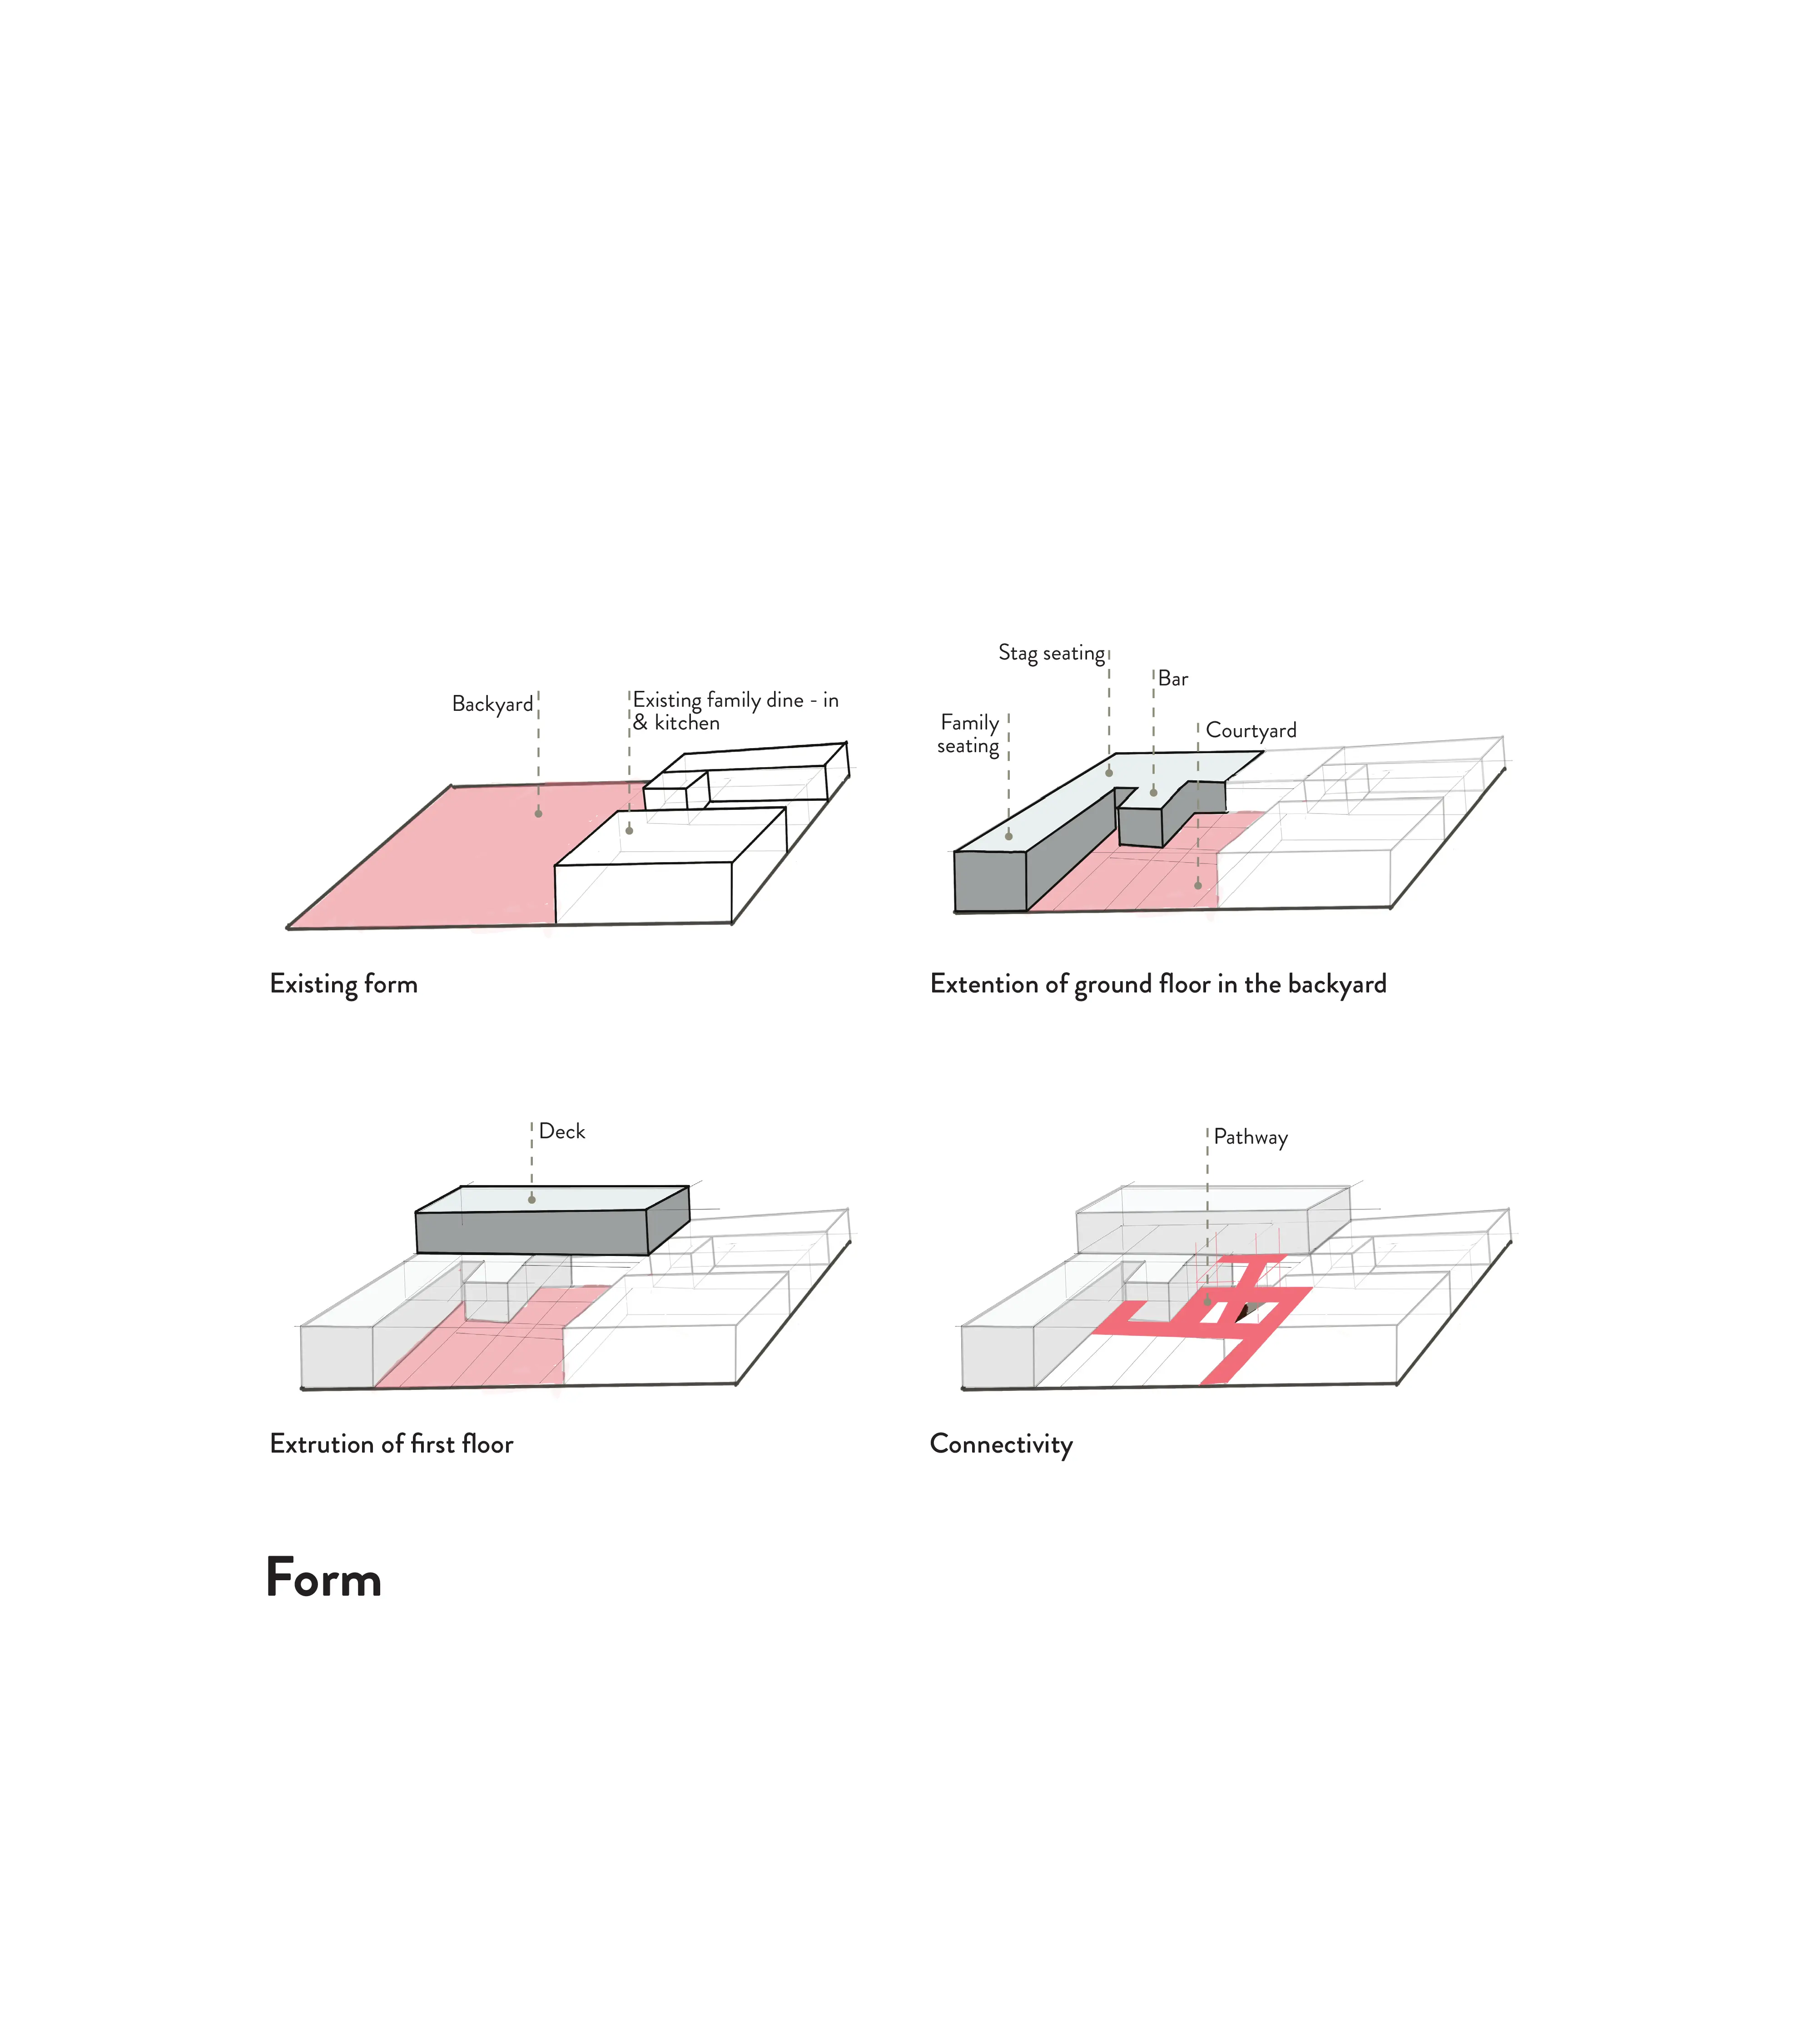 Backyard
Existing family dine - in
& kitchen
Existing form
Stag seating
Bar
Family
seating
Courtyard
Extention of ground floor in the backyard
Deck
Extrution of first floor
Pathway
Connectivity
Form